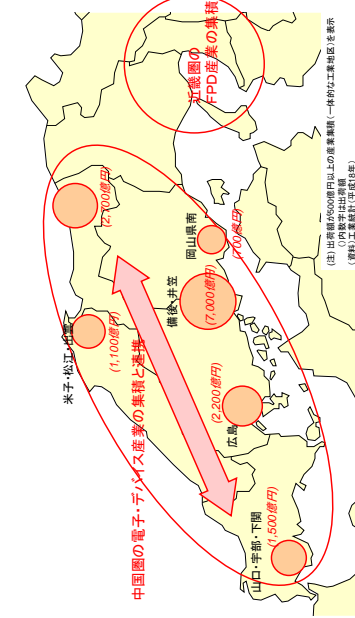 近畿圏の
FPD産業の集積
中国圏の電子・デバイス産業の集積と連携
(2,700億円)
米子・松江・出雲
(1,100億円)
岡山県南
(700億円)
備後・井笠
(7,000億円)
広島
(2,200億円)
山口・宇部・下関
(1,500億円)
(注)出荷額が500億円以上の産業集積(一体的な工業地区)を表示
()内数字は出荷額
(資料)工業統計(平成18年)